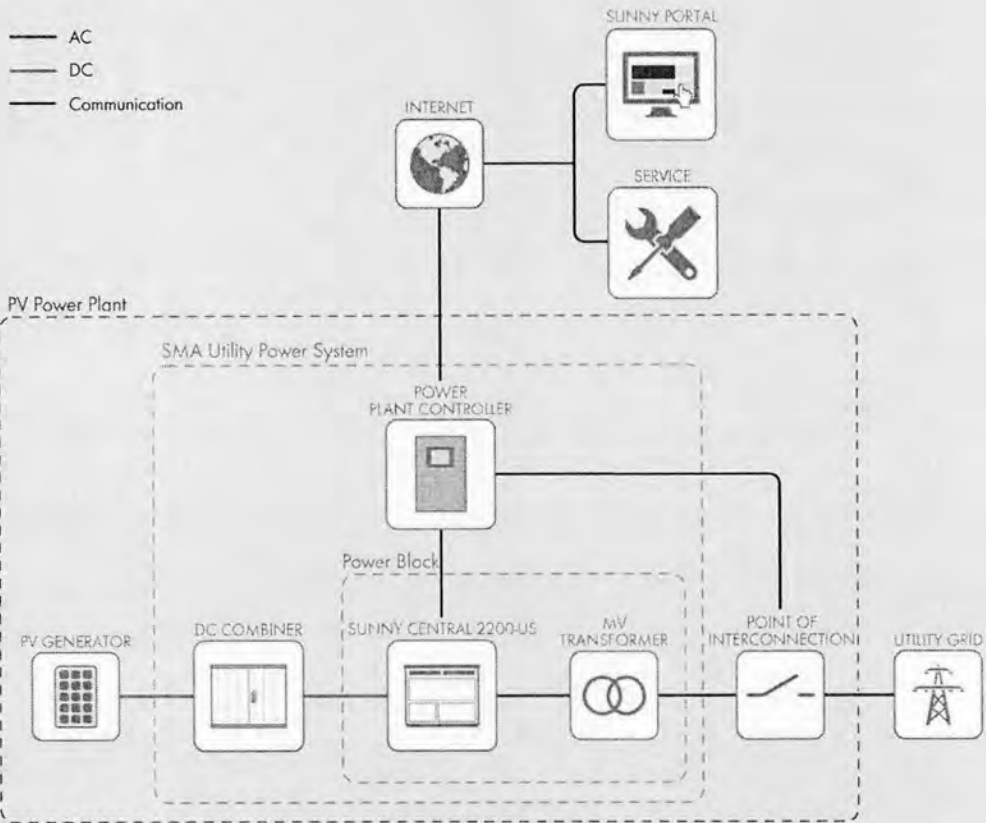 AC
DC
Communication
SUNNY PORTAL
INTERNET
SERVICE
PV Power Plant
SMA Utility Power System
POWER
PLANT CONTROLLER
Power Block
PV GENERATOR
DC COMBINER
SUNNY CENTRAL 2200-US
MV
TRANSFORMER
POINT OF
INTERCONNECTION
UTILITY GRID